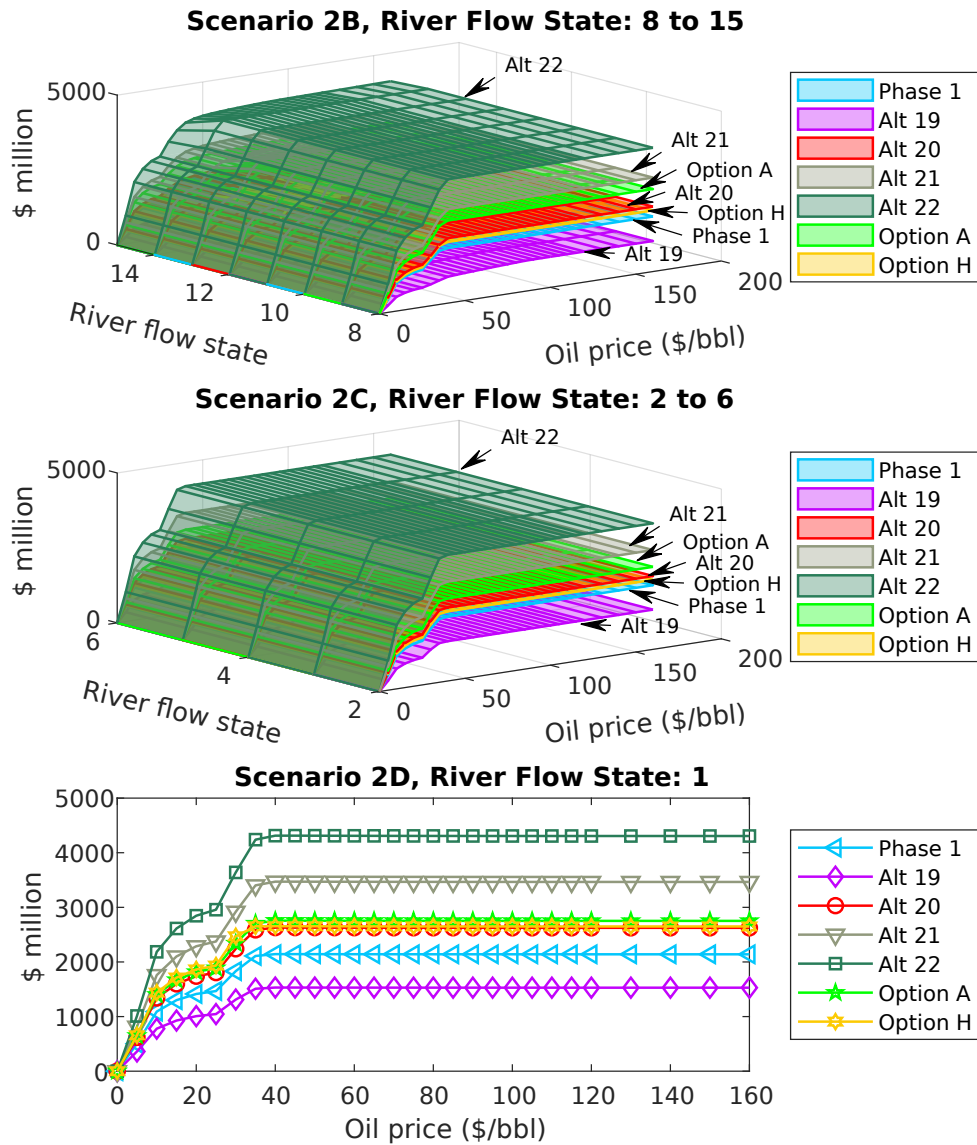 Scenario 2B, River Flow State: 8 to 15
5000
0
$ million
14
12
10
8
River flow state
0
50
100
150
200
Oil price ($/bbl)
Alt 22
Alt 21
Option A
Alt 20
Option H
Phase 1
Alt 19
Phase 1
Alt 19
Alt 20
Alt 21
Alt 22
Option A
Option H
Scenario 2C, River Flow State: 2 to 6
5000
0
$ million
6
4
2
River flow state
0
50
100
150
200
Oil price ($/bbl)
Alt 22
Alt 21
Option A
Alt 20
Option H
Phase 1
Alt 19
Phase 1
Alt 19
Alt 20
Alt 21
Alt 22
Option A
Option H
Scenario 2D, River Flow State: 1
5000
4000
3000
2000
1000
0
$ million
0 20 40 60 80 100 120 140 160
Oil price ($/bbl)
Phase 1
Alt 19
Alt 20
Alt 21
Alt 22
Option A
Option H